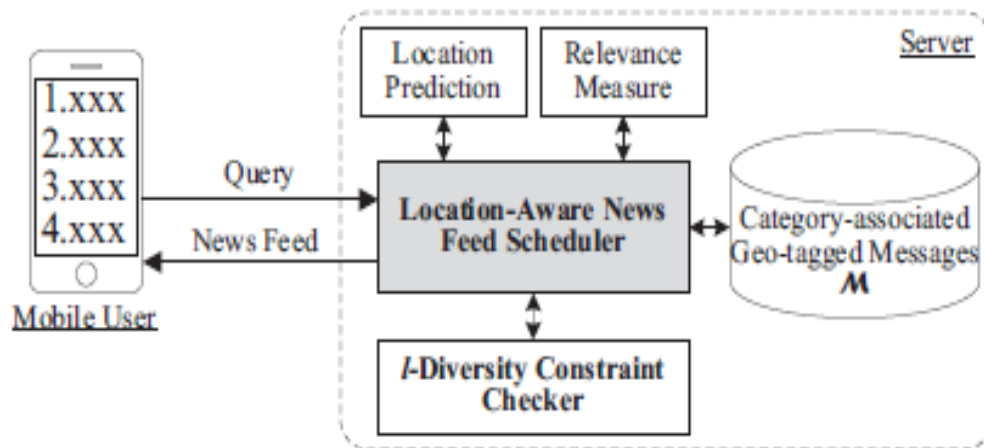 Server
Location
Prediction
Relevance
Measure
1.xxx
2.xxx
3.xxx
4.xxx
Query
News Feed
Mobile User
Location-Aware News
Feed Scheduler
Category-associated
Geo-tagged Messages
M
l-Diversity Constraint
Checker